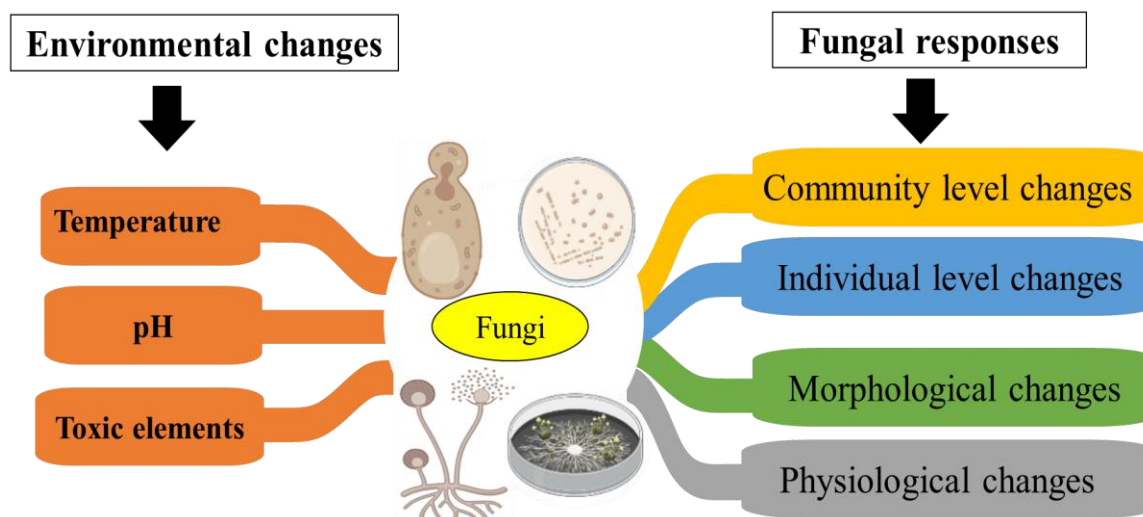 Environmental changes
Fungal responses
Temperature
pH
Toxic elements
Fungi
Community level changes
Individual level changes
Morphological changes
Physiological changes